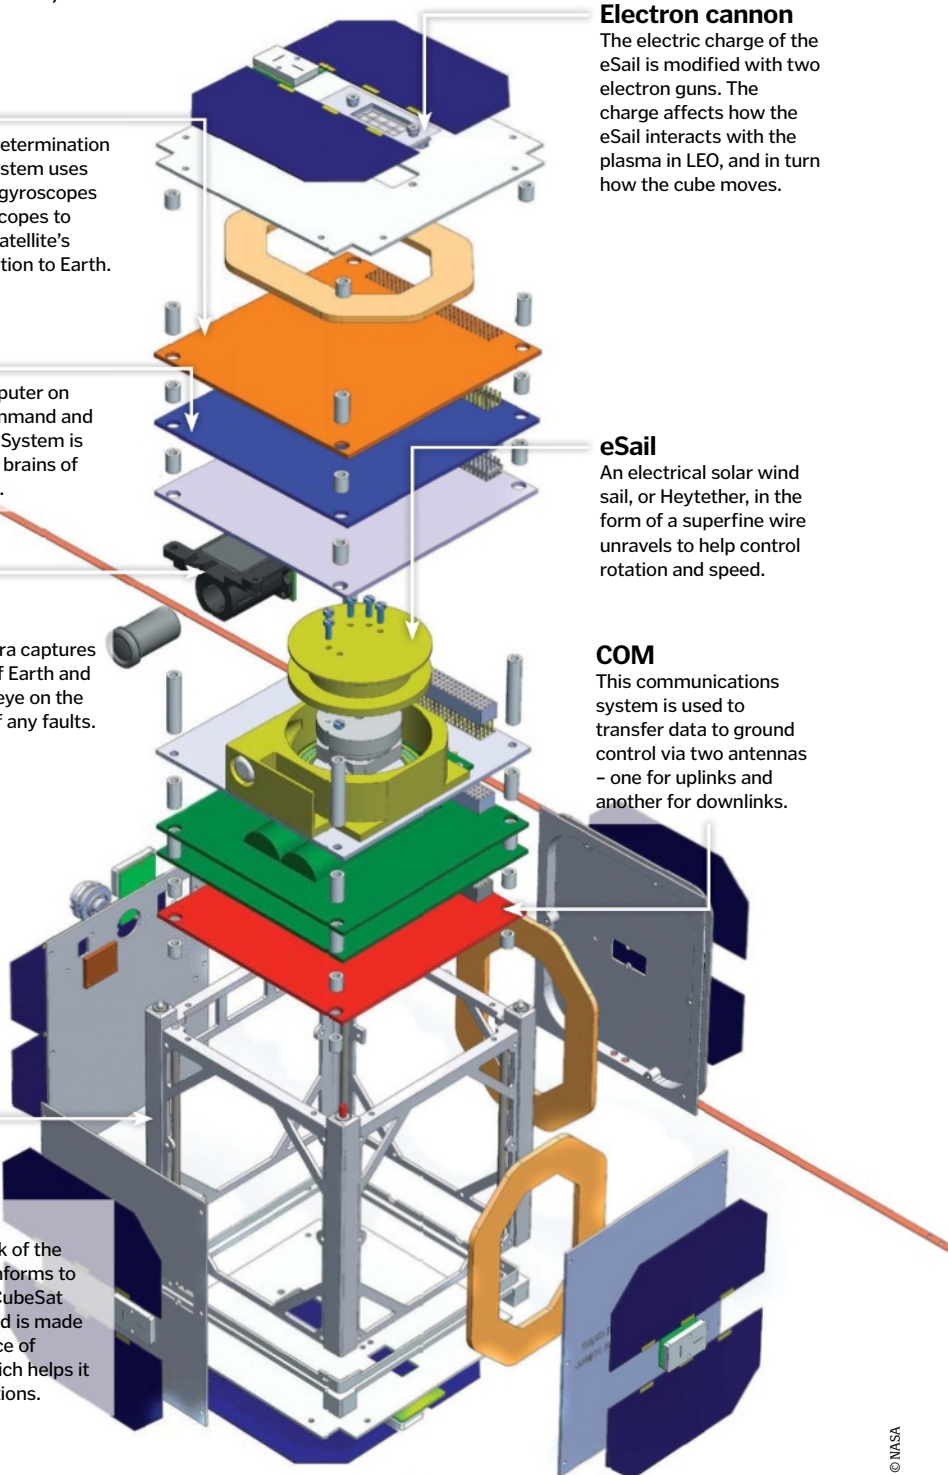 Electron cannon
The electric charge of the
eSail is modified with two
electron guns. The
charge affects how the
eSail interacts with the
plasma in LEO, and in turn
how the cube moves.
etermination
stem uses
gyroscopes
copes to
atellite's
tion to Earth.
puter on
mmand and
System is
brains of
.
eSail
An electrical solar wind
sail, or Heytether, in the
form of a superfine wire
unravels to help control
rotation and speed.
ra captures
f Earth and
eye on the
f any faults.
COM
This communications
system is used to
transfer data to ground
control via two antennas
– one for uplinks and
another for downlinks.
k of the
nforms to
CubeSat
d is made
ce of
ich helps it
tions.
© NASA